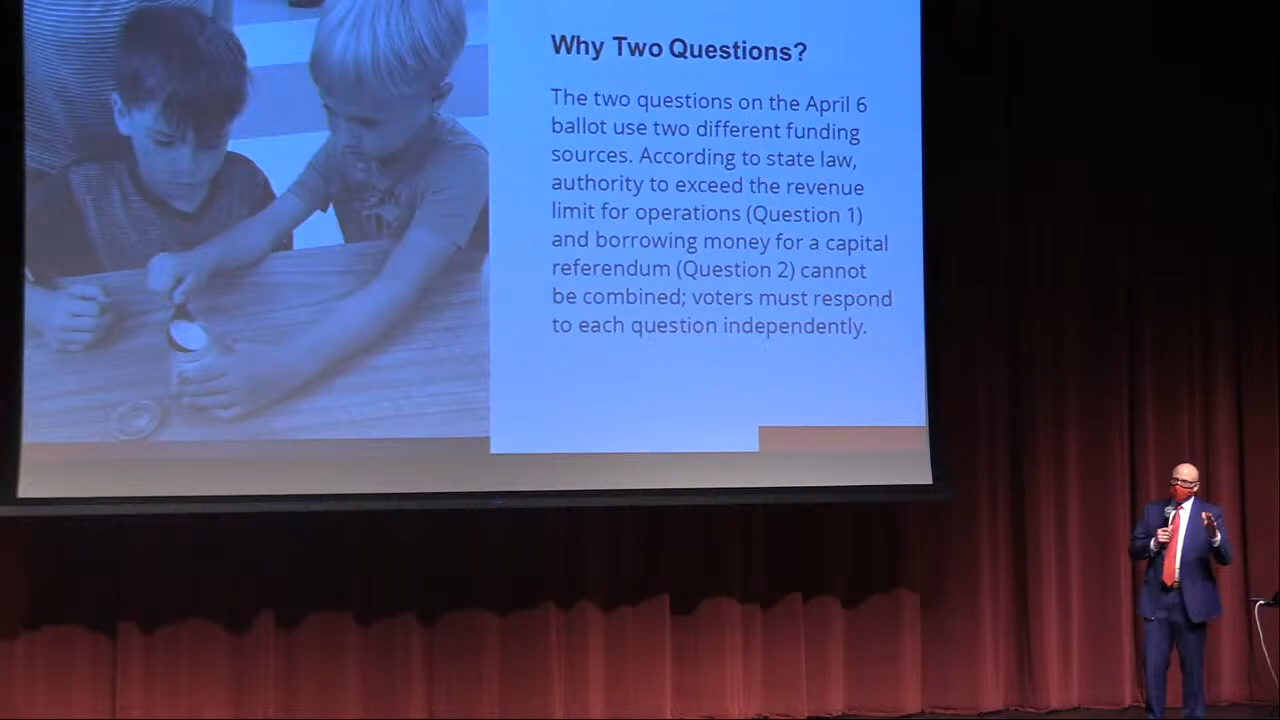 Why Two Questions?
The two questions on the April 6
ballot use two different funding
sources. According to state law,
authority to exceed the revenue
limit for operations (Question 1)
and borrowing money for a capital
referendum (Question 2) cannot
be combined; voters must respond
to each question independently.